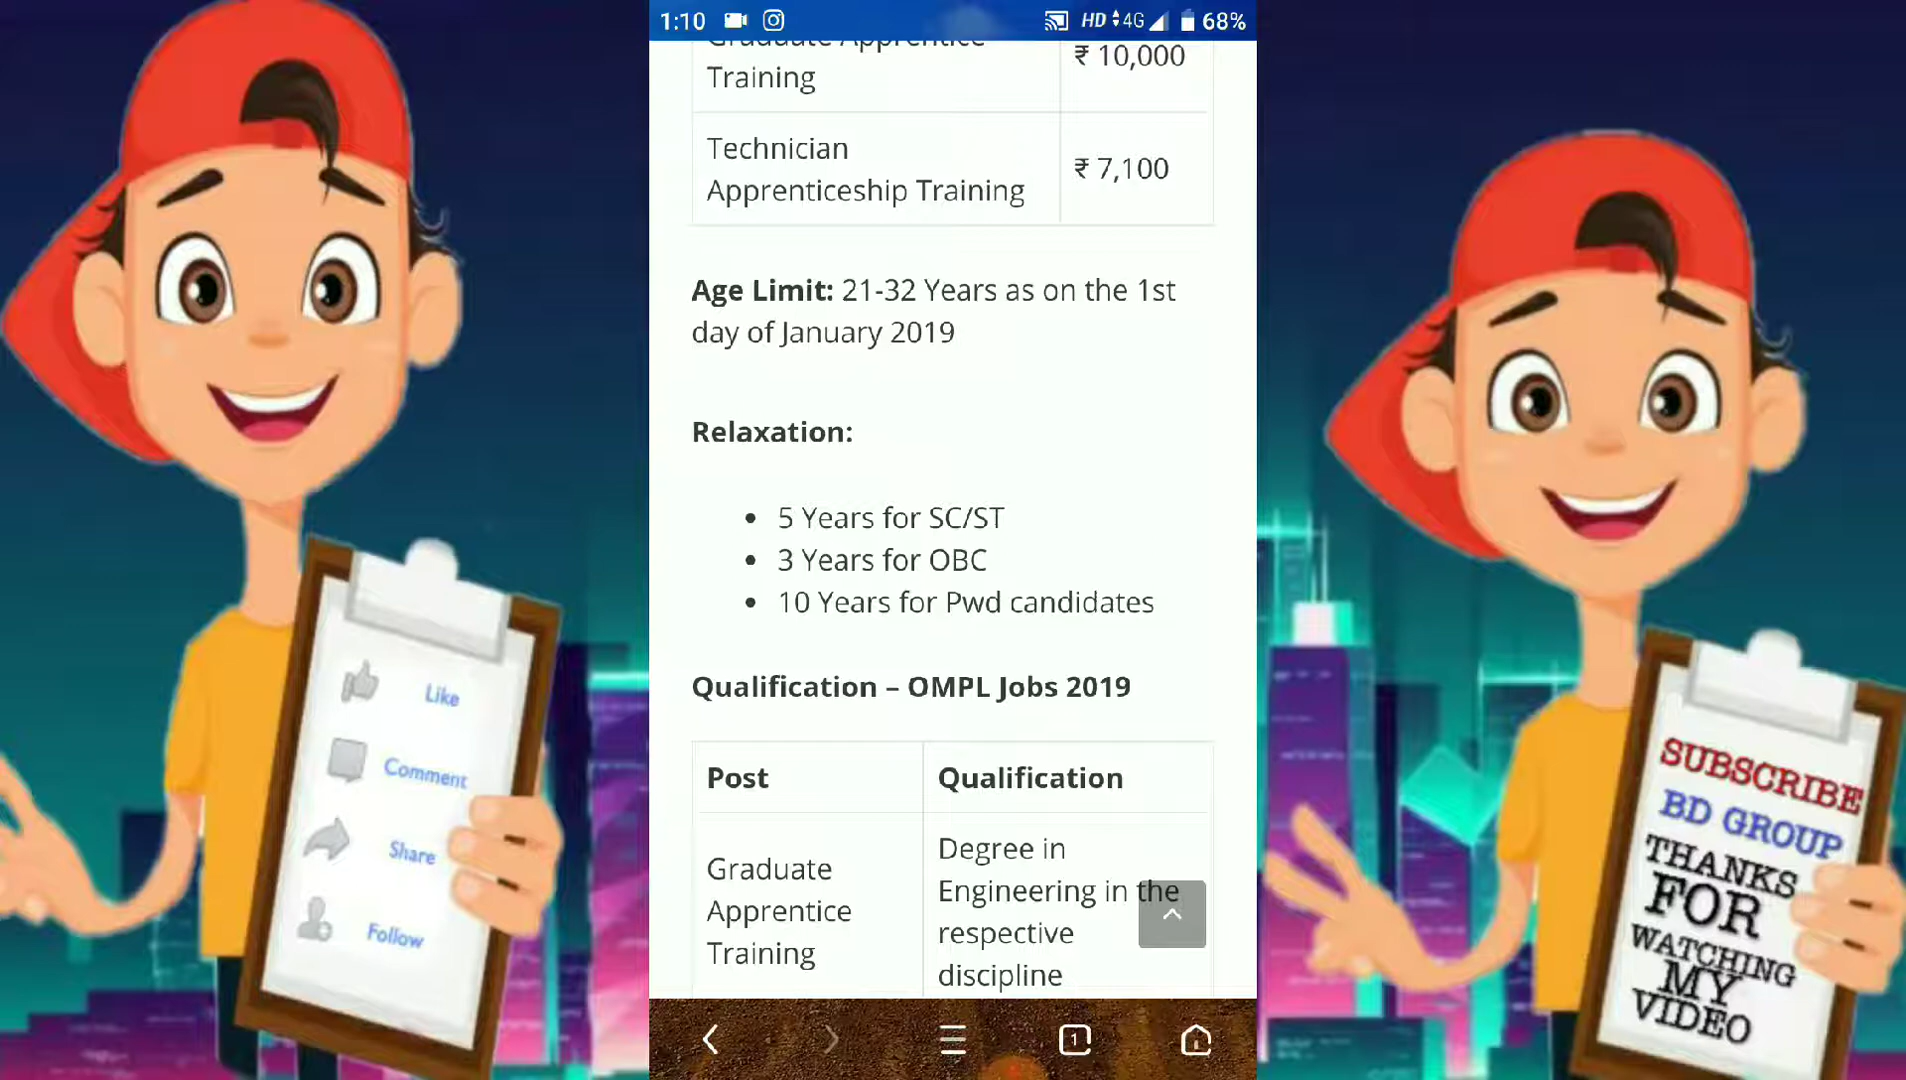 1:10 HD 4G 68%
Graduate Apprentice
Training
₹ 10,000
Technician
Apprenticeship Training
₹ 7,100
Age Limit: 21-32 Years as on the 1st
day of January 2019
Relaxation:
• 5 Years for SC/ST
• 3 Years for OBC
• 10 Years for Pwd candidates
Qualification – OMPL Jobs 2019
Post Qualification
Graduate
Apprentice
Training
Degree in
Engineering in the
respective
discipline
1
Like
Comment
Share
Follow
SUBSCRIBE
BD GROUP
THANKS
FOR
WATCHING
MY
VIDEO